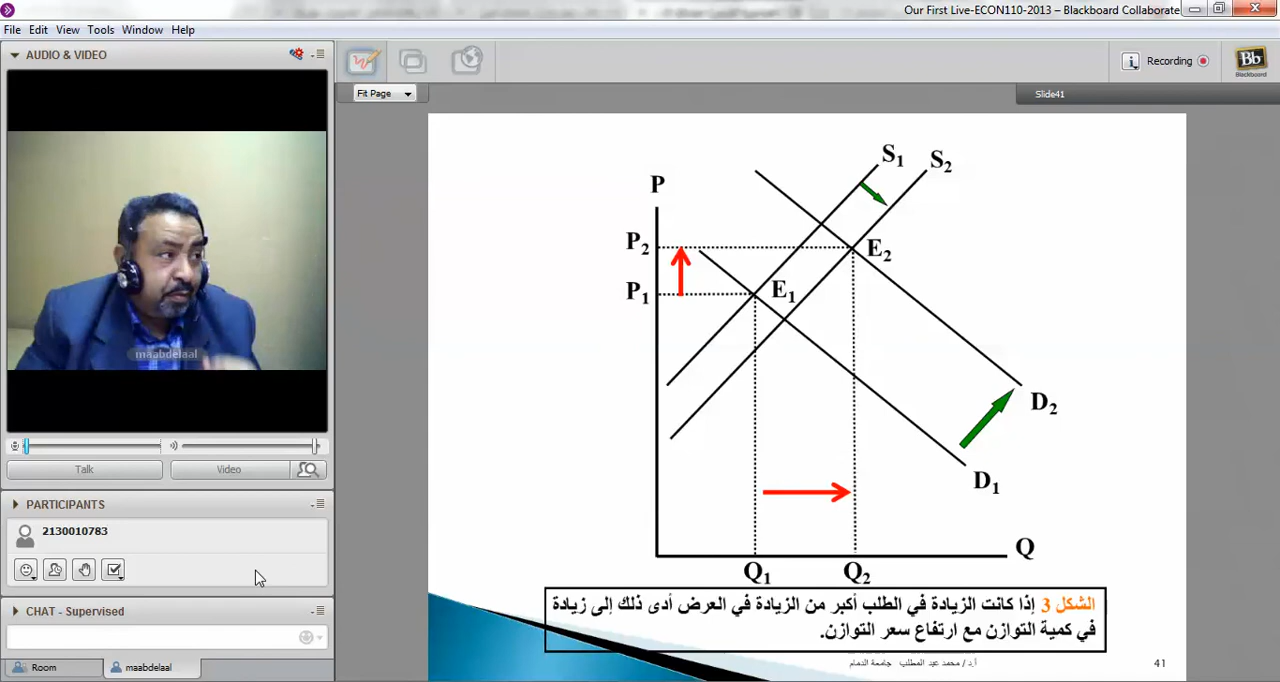 Our First Live-ECON110-2013 – Blackboard Collaborate
File Edit View Tools Window Help
AUDIO & VIDEO
maabdelaal
Talk
Video
PARTICIPANTS
2130010783
CHAT - Supervised
Room
maabdelaal
Fit Page
Recording
Bb
Blackboard
Slide41
P
S1
S2
P2
E2
P1
E1
D2
D1
Q
Q1
Q2
الشكل 3 إذا كانت الزيادة في الطلب أكبر من الزيادة في العرض أدى ذلك إلى زيادة
في كمية التوازن مع ارتفاع سعر التوازن.
أ.د / محمد عبد المطلب جامعة الدمام
41